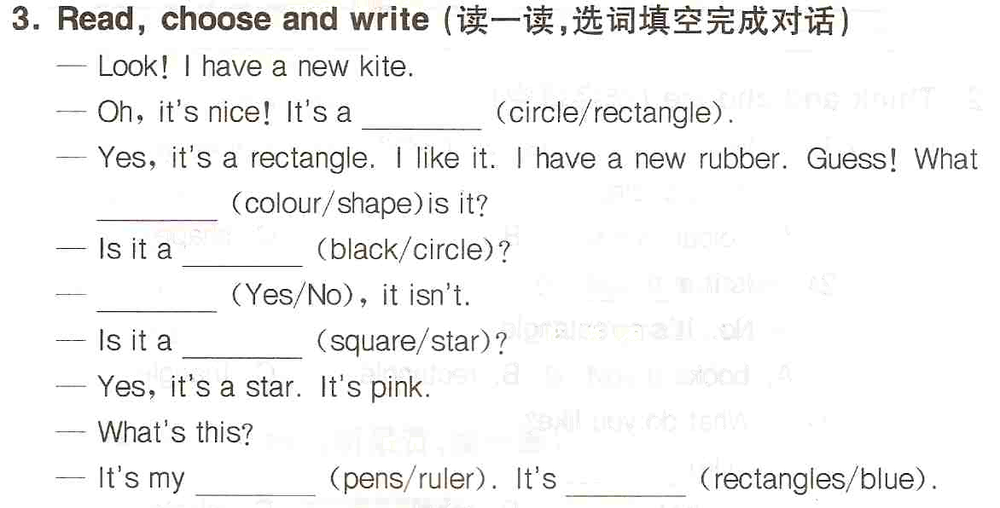 3. Read, choose and write (读一读,选词填空完成对话)
— Look! I have a new kite.
— Oh, it's nice! It's a ________ (circle/rectangle).
— Yes, it's a rectangle. I like it. I have a new rubber. Guess! What
________ (colour/shape)is it?
— Is it a ________ (black/circle)?
— ________ (Yes/No), it isn't.
— Is it a ________ (square/star)?
— Yes, it's a star. It's pink.
— What's this?
— It's my ________ (pens/ruler). It's ________ (rectangles/blue).